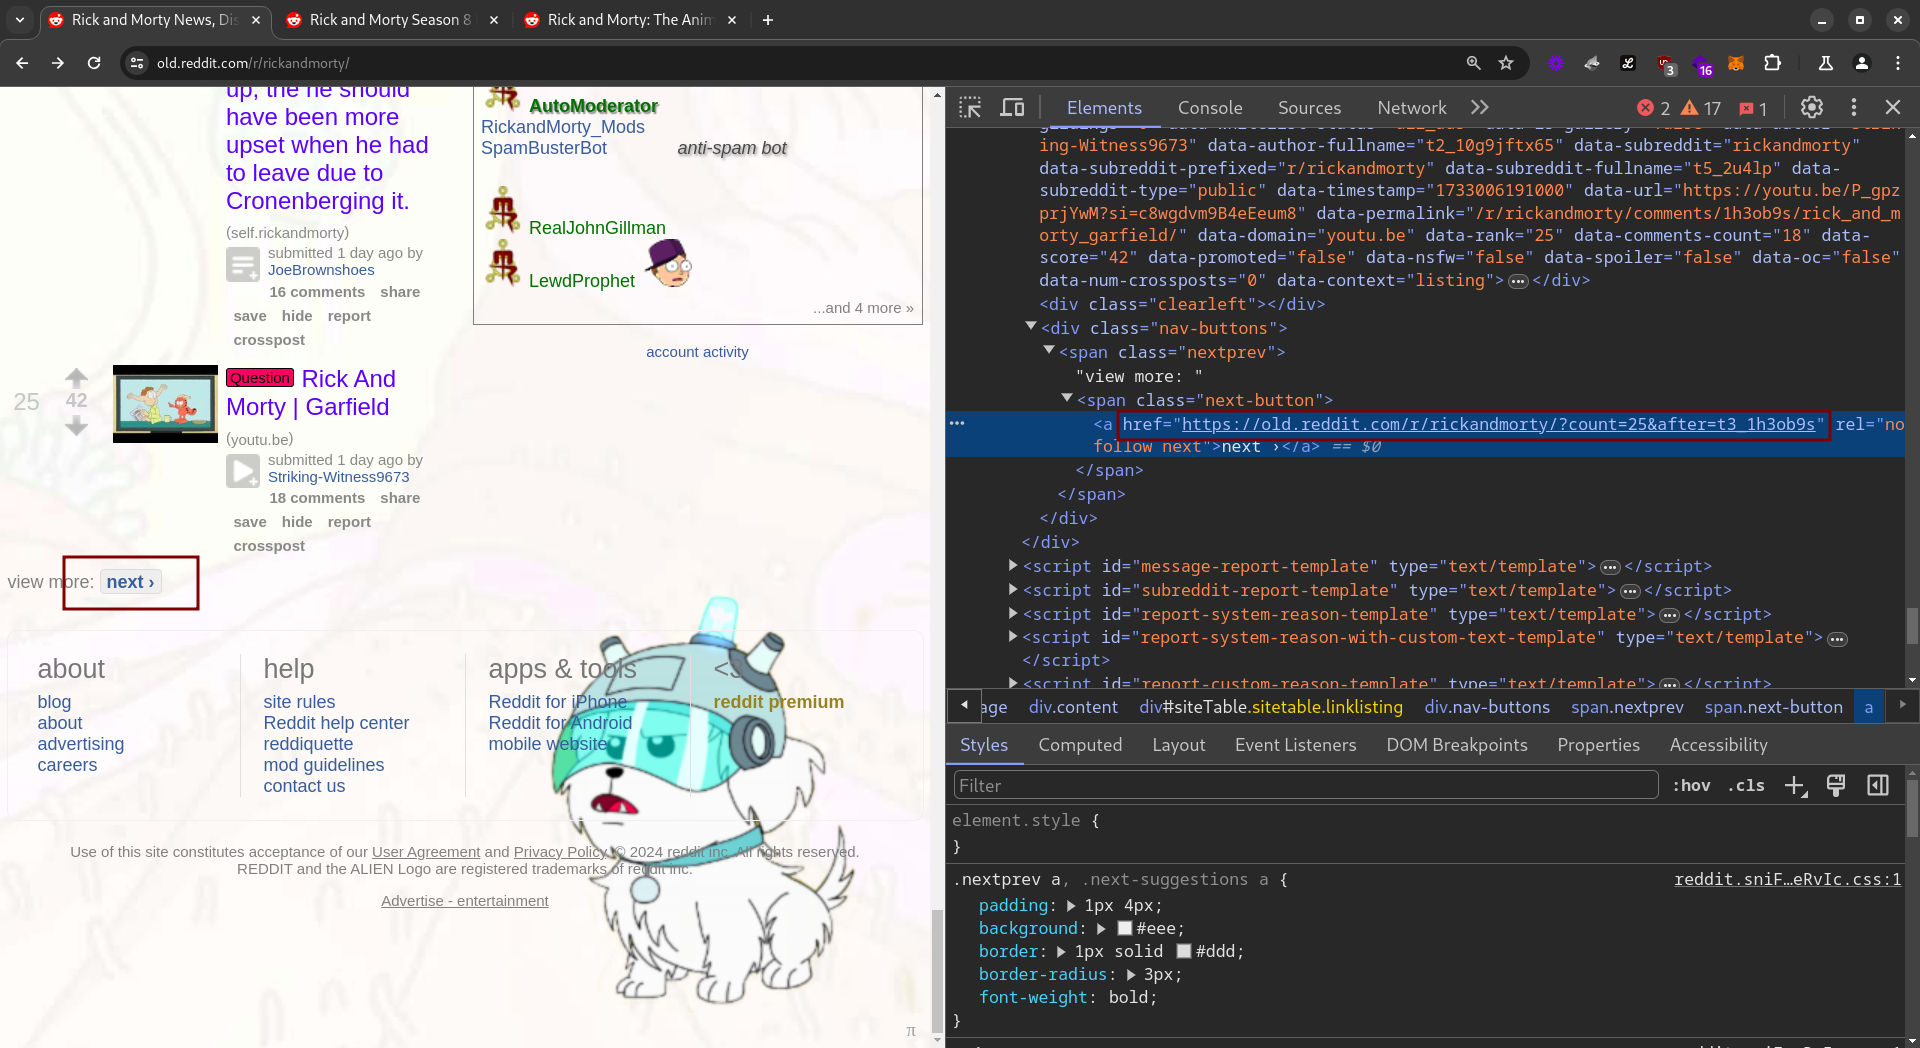 Rick and Morty News, Dis
Rick and Morty Season 8
Rick and Morty: The Anim
old.reddit.com/r/rickandmorty/
3
16
up, the he should
have been more
upset when he had
to leave due to
Cronenberging it.
(self.rickandmorty)
submitted 1 day ago by
JoeBrownshoes
16 comments share
save hide report
crosspost
25
42
Question Rick And
Morty | Garfield
(youtu.be)
submitted 1 day ago by
Striking-Witness9673
18 comments share
save hide report
crosspost
view more: next ›
AutoModerator
RickandMorty_Mods
SpamBusterBot anti-spam bot
RealJohnGillman
LewdProphet
...and 4 more »
account activity
about
blog
about
advertising
careers
help
site rules
Reddit help center
reddiquette
mod guidelines
contact us
apps & tools
Reddit for iPhone
Reddit for Android
mobile website
<3
reddit premium
Use of this site constitutes acceptance of our User Agreement and Privacy Policy. © 2024 reddit inc. All rights reserved.
REDDIT and the ALIEN Logo are registered trademarks of reddit inc.
Advertise - entertainment
π
Elements Console Sources Network 2 17 1
ing-Witness9673" data-author-fullname="t2_10g9jftx65" data-subreddit="rickandmorty"
data-subreddit-prefixed="r/rickandmorty" data-subreddit-fullname="t5_2u4lp" data-
subreddit-type="public" data-timestamp="1733006191000" data-url="https://youtu.be/P_gpz
prjYwM?si=c8wgdvm9B4eEeum8" data-permalink="/r/rickandmorty/comments/1h3ob9s/rick_and_m
orty_garfield/" data-domain="youtu.be" data-rank="25" data-comments-count="18" data-
score="42" data-promoted="false" data-nsfw="false" data-spoiler="false" data-oc="false"
data-num-crossposts="0" data-context="listing">…</div>
<div class="clearleft"></div>
<div class="nav-buttons">
<span class="nextprev">
"view more: "
<span class="next-button">
<a href="https://old.reddit.com/r/rickandmorty/?count=25&after=t3_1h3ob9s" rel="no
follow next">next ›</a> == $0
</span>
</span>
</div>
</div>
<script id="message-report-template" type="text/template">…</script>
<script id="subreddit-report-template" type="text/template">…</script>
<script id="report-system-reason-template" type="text/template">…</script>
<script id="report-system-reason-with-custom-text-template" type="text/template">…
</script>
<script id="report-custom-reason-template" type="text/template">…</script>
age div.content div#siteTable.sitetable.linklisting div.nav-buttons span.nextprev span.next-button a
Styles Computed Layout Event Listeners DOM Breakpoints Properties Accessibility
Filter :hov .cls
element.style {
}
.nextprev a, .next-suggestions a { reddit.sniF…eRvIc.css:1
padding: 1px 4px;
background: #eee;
border: 1px solid #ddd;
border-radius: 3px;
font-weight: bold;
}